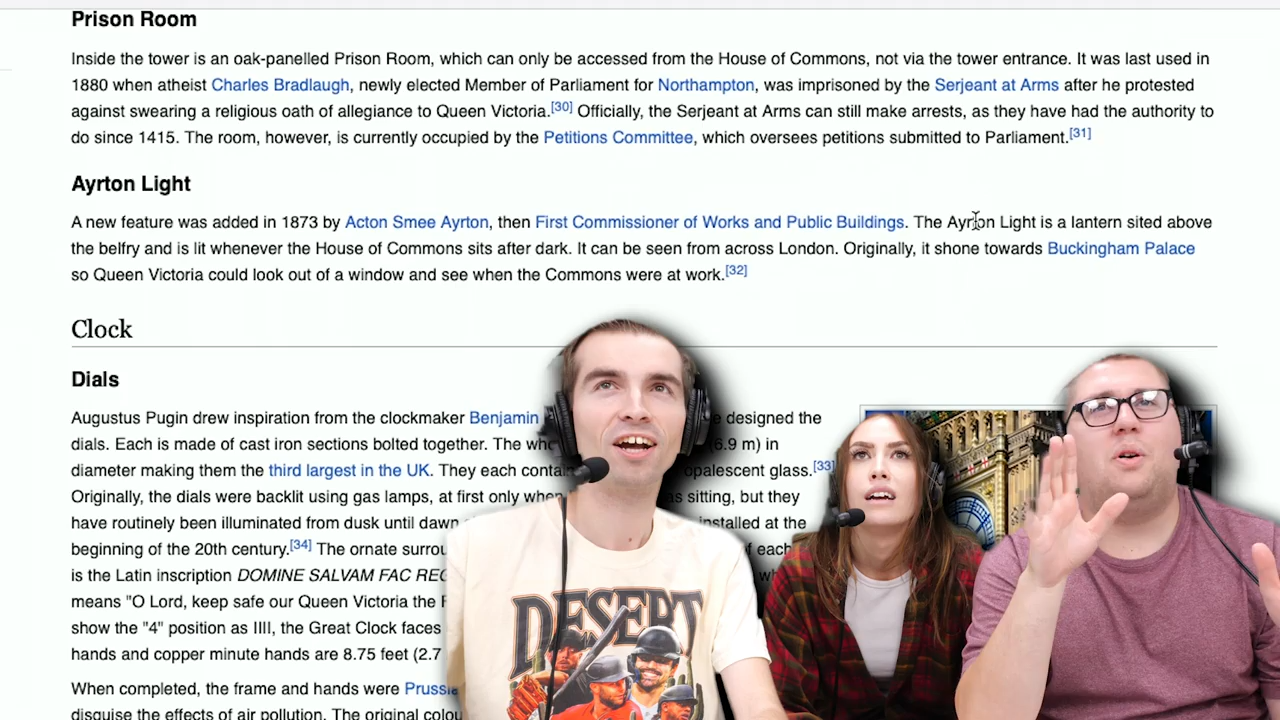 Prison Room
Inside the tower is an oak-panelled Prison Room, which can only be accessed from the House of Commons, not via the tower entrance. It was last used in
1880 when atheist Charles Bradlaugh, newly elected Member of Parliament for Northampton, was imprisoned by the Serjeant at Arms after he protested
against swearing a religious oath of allegiance to Queen Victoria.[30] Officially, the Serjeant at Arms can still make arrests, as they have had the authority to
do since 1415. The room, however, is currently occupied by the Petitions Committee, which oversees petitions submitted to Parliament.[31]
Ayrton Light
A new feature was added in 1873 by Acton Smee Ayrton, then First Commissioner of Works and Public Buildings. The Ayrton Light is a lantern sited above
the belfry and is lit whenever the House of Commons sits after dark. It can be seen from across London. Originally, it shone towards Buckingham Palace
so Queen Victoria could look out of a window and see when the Commons were at work.[32]
Clock
Dials
Augustus Pugin drew inspiration from the clockmaker Benjamin designed the
dials. Each is made of cast iron sections bolted together. The (6.9 m) in
diameter making them the third largest in the UK. They each opalescent glass.[33]
Originally, the dials were backlit using gas lamps, at first only when sitting, but they
have routinely been illuminated from dusk until dawn installed at the
beginning of the 20th century.[34] The ornate each
is the Latin inscription DOMINE SALVAM FAC
means "O Lord, keep safe our Queen Victoria the
show the "4" position as IIII, the Great Clock faces
hands and copper minute hands are 8.75 feet (2.7
When completed, the frame and hands were
disguise the effects of air pollution. The original
DESERT